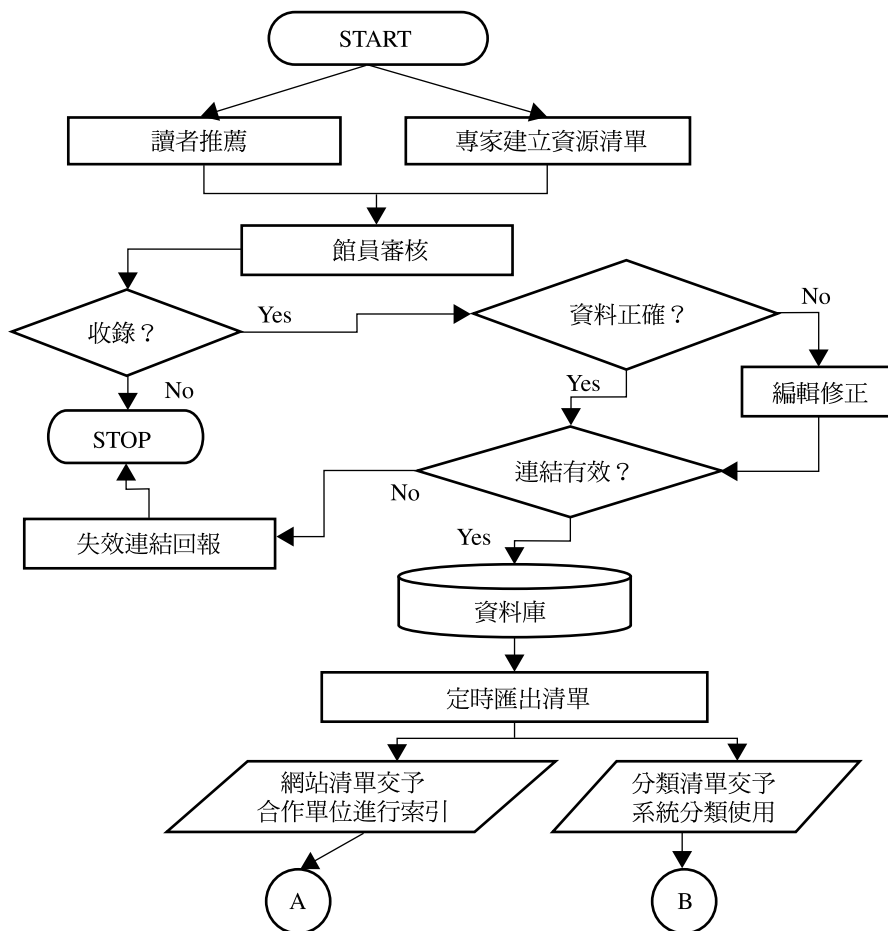 START
讀者推薦
專家建立資源清單
館員審核
收錄？
Yes
資料正確？
No
No
Yes
編輯修正
STOP
連結有效？
No
失效連結回報
Yes
資料庫
定時匯出清單
網站清單交予
合作單位進行索引
分類清單交予
系統分類使用
A
B